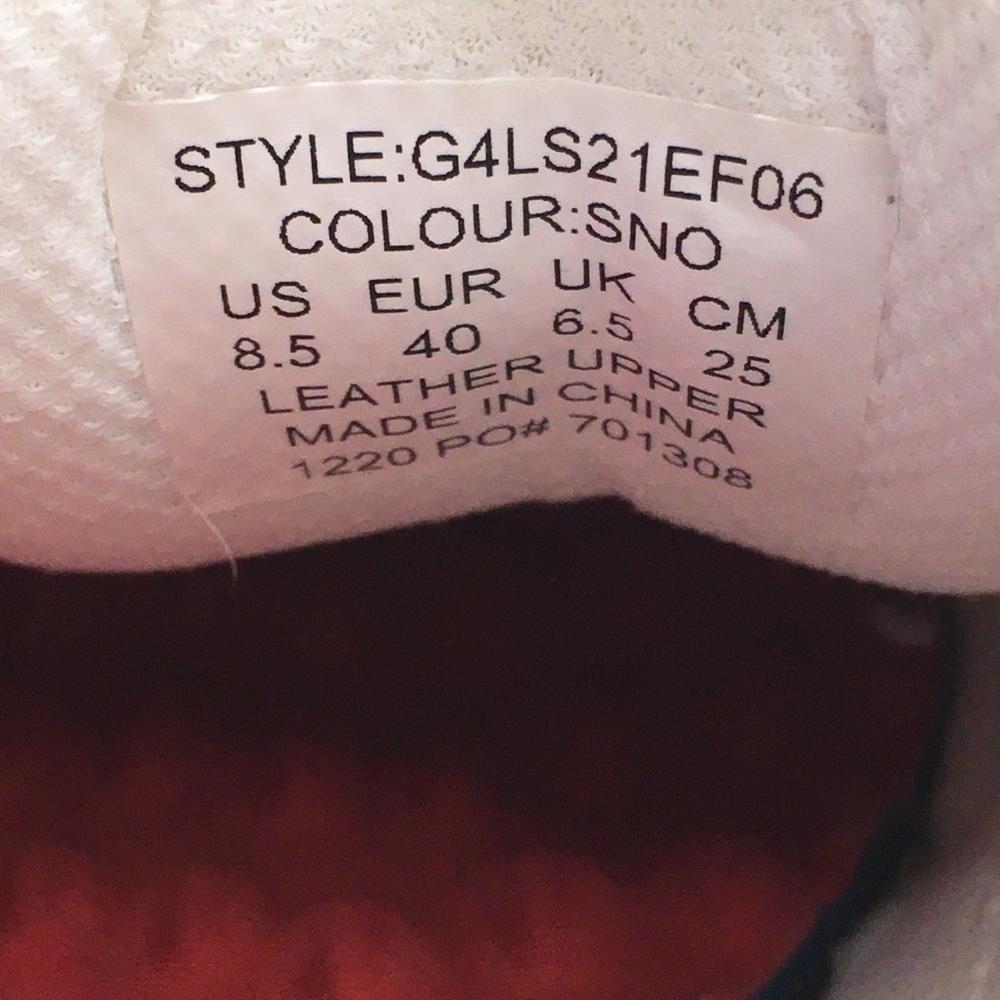 STYLE:G4LS21EF06
COLOUR:SNO
US EUR UK CM
8.5 40 6.5 25
LEATHER UPPER
MADE IN CHINA
1220 PO# 701308